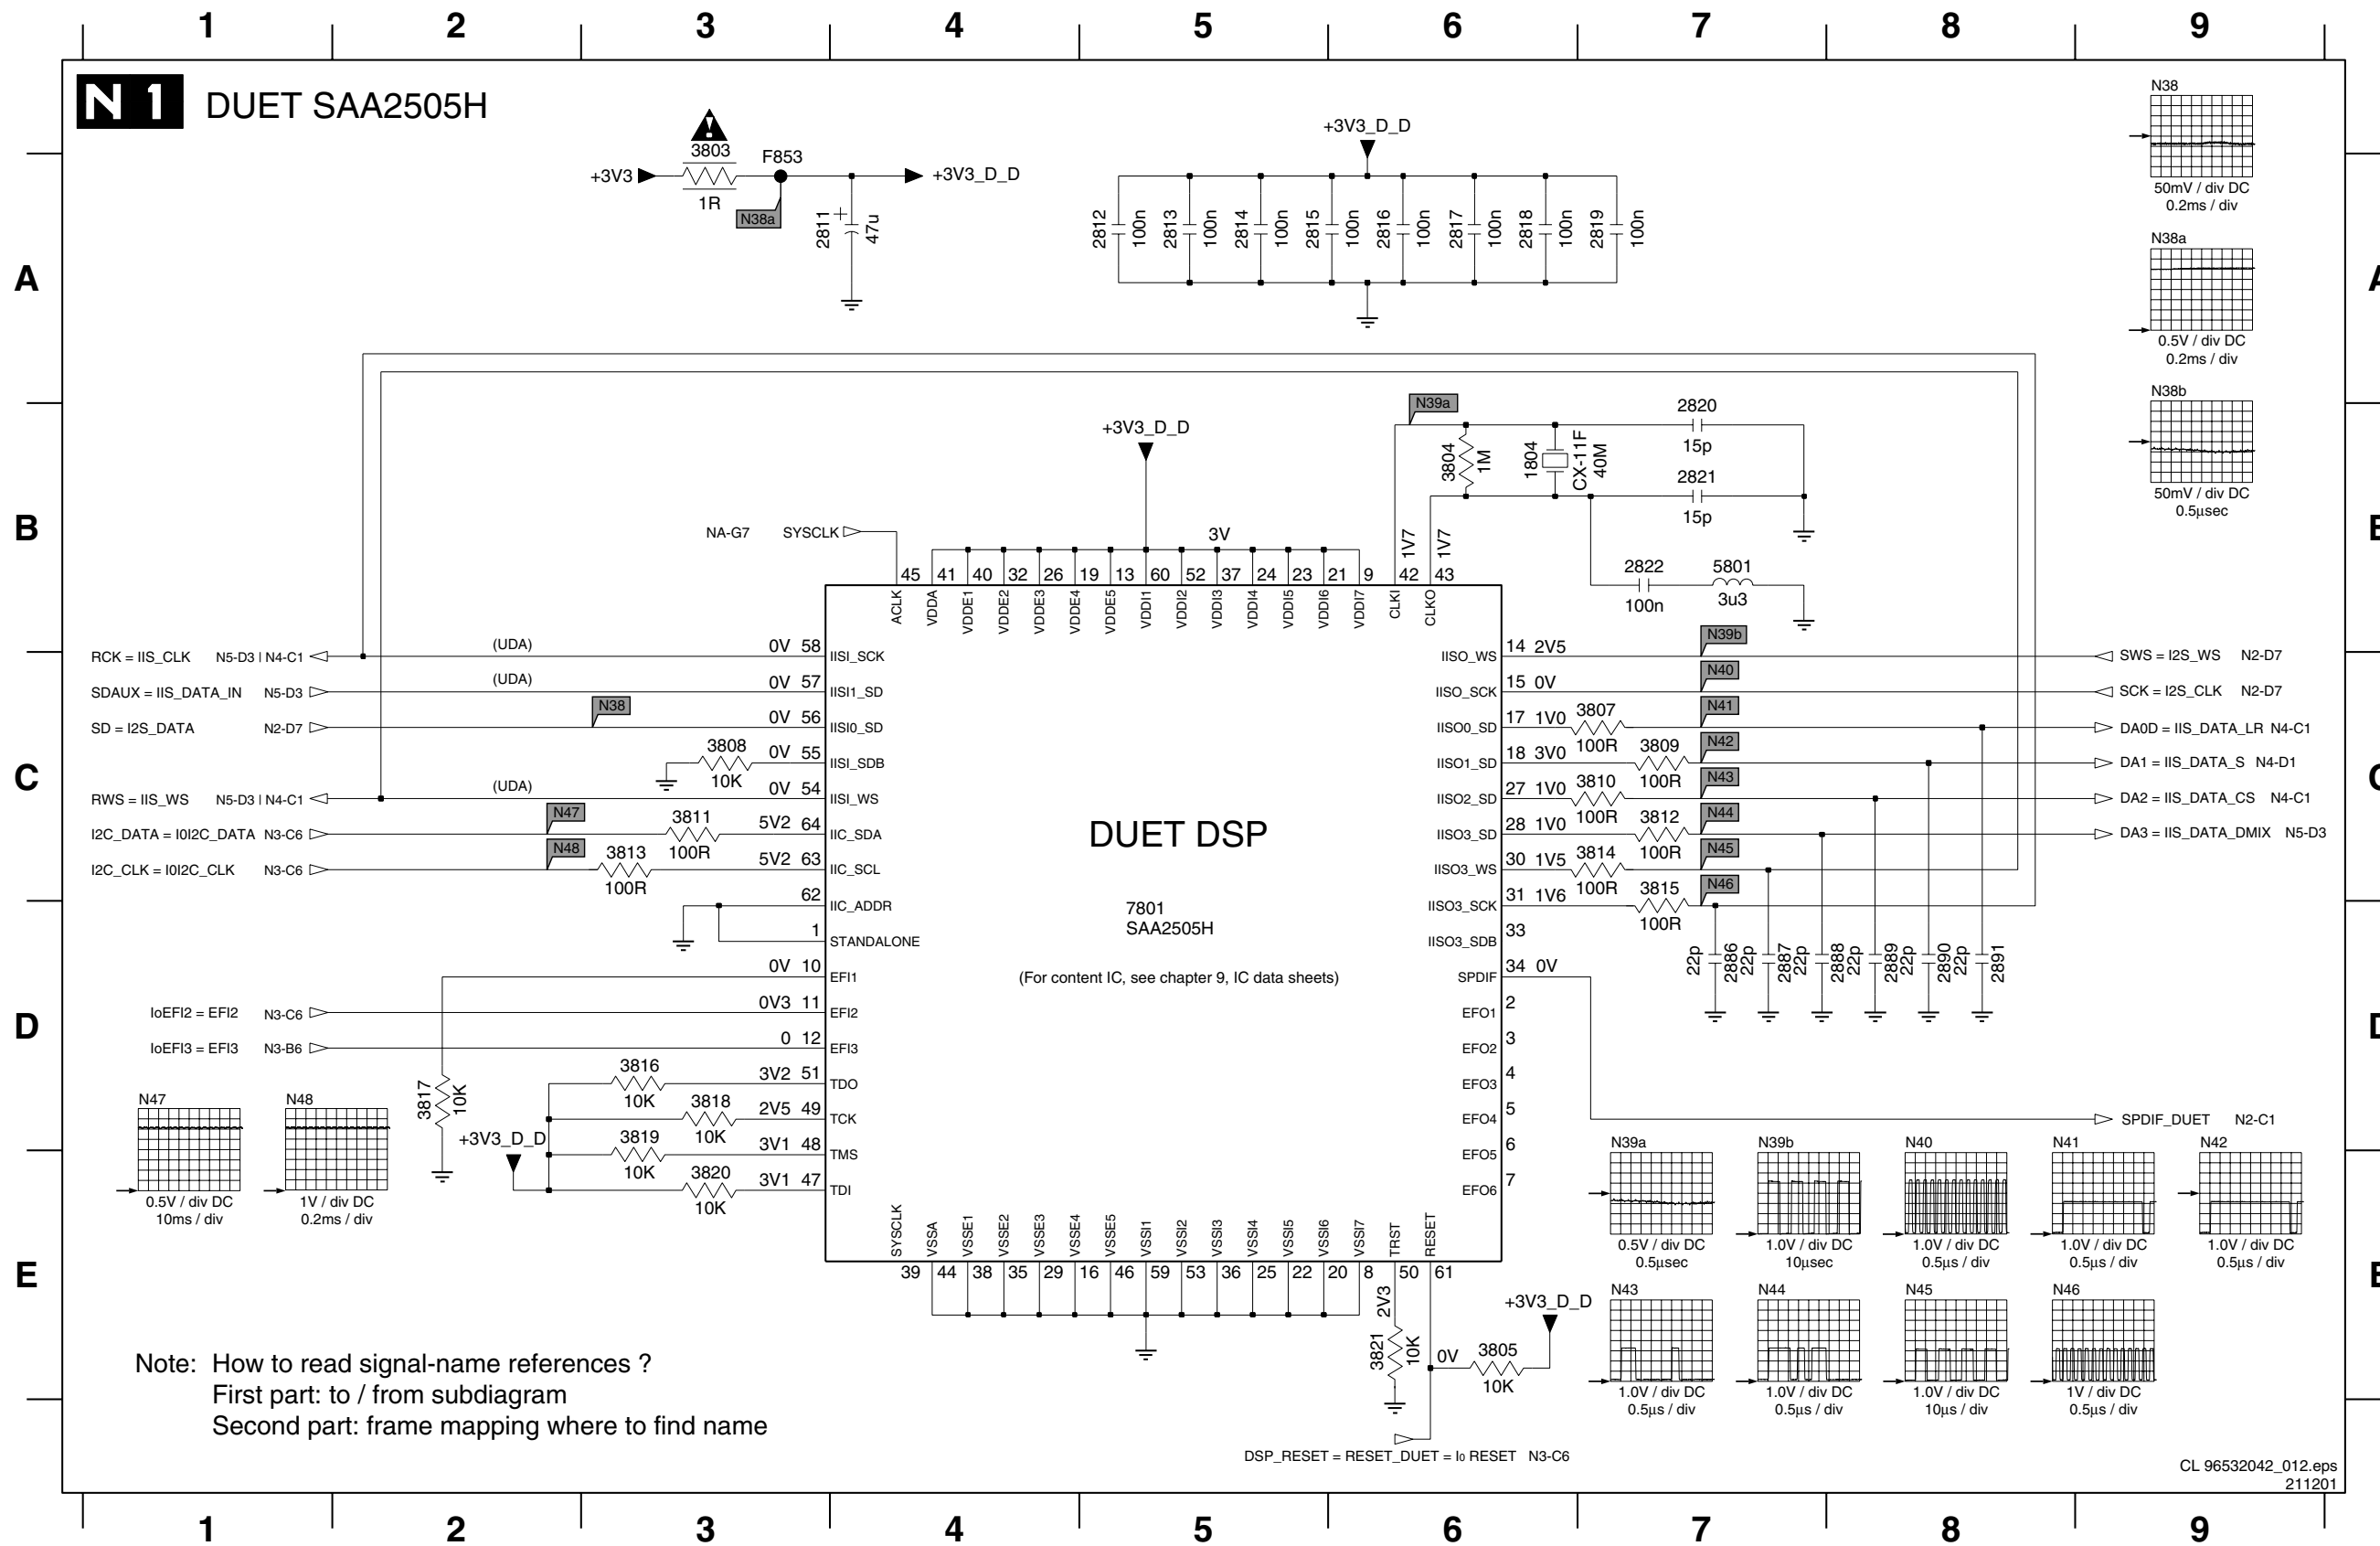 1 2 3 4 5 6 7 8 9
N 1 DUET SAA2505H
3803
F853
+3V3
+3V3_D_D
1R
N38a
2811
47u
+3V3_D_D
2812 100n 2813 100n 2814 100n 2815 100n 2816 100n 2817 100n 2818 100n 2819 100n
N38
50mV / div DC
0.2ms / div
N38a
0.5V / div DC
0.2ms / div
N38b
50mV / div DC
0.5µsec
A A
B
C C
D
E
+3V3_D_D
N39a
3804
1M
1804
CX-11F
40M
2820
15p
2821
15p
2822
100n
5801
3u3
NA-G7 SYSCLK
3V
1V7 1V7
45 41 40 32 26 19 13 60 52 37 24 23 21 9 42 43
ACLK VDDA VDDE1 VDDE2 VDDE3 VDDE4 VDDE5 VDDI1 VDDI2 VDDI3 VDDI4 VDDI5 VDDI6 VDDI7 CLKI CLKO
RCK = IIS_CLK N5-D3 | N4-C1 (UDA) 0V 58 IISI_SCK
SDAUX = IIS_DATA_IN N5-D3 (UDA) 0V 57 IISI1_SD
SD = I2S_DATA N2-D7 N38 0V 56 IISI0_SD
3808 10K 0V 55 IISI_SDB
RWS = IIS_WS N5-D3 | N4-C1 (UDA) 0V 54 IISI_WS
I2C_DATA = I0I2C_DATA N3-C6 N47 3811 100R 5V2 64 IIC_SDA
I2C_CLK = I0I2C_CLK N3-C6 N48 3813 100R 5V2 63 IIC_SCL
62 IIC_ADDR
1 STANDALONE
0V 10 EFI1
IoEFI2 = EFI2 N3-C6 0V3 11 EFI2
IoEFI3 = EFI3 N3-B6 0 12 EFI3
3816 10K 3V2 51 TDO
3818 10K 2V5 49 TCK
3819 10K 3V1 48 TMS
3820 10K 3V1 47 TDI
3817
10K
+3V3_D_D
DUET DSP
7801
SAA2505H
(For content IC, see chapter 9, IC data sheets)
IISO_WS 14 2V5 N39b SWS = I2S_WS N2-D7
IISO_SCK 15 0V N40 SCK = I2S_CLK N2-D7
IISO0_SD 17 1V0 3807 100R N41 DA0D = IIS_DATA_LR N4-C1
IISO1_SD 18 3V0 3809 100R N42 DA1 = IIS_DATA_S N4-D1
IISO2_SD 27 1V0 3810 100R N43 DA2 = IIS_DATA_CS N4-C1
IISO3_SD 28 1V0 3812 100R N44 DA3 = IIS_DATA_DMIX N5-D3
IISO3_WS 30 1V5 3814 100R N45
IISO3_SCK 31 1V6 3815 100R N46
IISO3_SDB 33
SPDIF 34 0V
EFO1 2
EFO2 3
EFO3 4
EFO4 5
EFO5 6
EFO6 7
22p 2886 22p 2887 22p 2888 22p 2889 22p 2890 22p 2891
SPDIF_DUET N2-C1
N47
0.5V / div DC
10ms / div
N48
1V / div DC
0.2ms / div
N39a
0.5V / div DC
0.5µsec
N39b
1.0V / div DC
10µsec
N40
1.0V / div DC
0.5µs / div
N41
1.0V / div DC
0.5µs / div
N42
1.0V / div DC
0.5µs / div
N43
1.0V / div DC
0.5µs / div
N44
1.0V / div DC
0.5µs / div
N45
1.0V / div DC
10µs / div
N46
1V / div DC
0.5µs / div
SYSCLK VSSA VSSE1 VSSE2 VSSE3 VSSE4 VSSE5 VSSI1 VSSI2 VSSI3 VSSI4 VSSI5 VSSI6 VSSI7 TRST RESET
39 44 38 35 29 16 46 59 53 36 25 22 20 8 50 61
2V3
3821
10K
0V
3805
10K
+3V3_D_D
DSP_RESET = RESET_DUET = I0 RESET N3-C6
Note: How to read signal-name references ?
First part: to / from subdiagram
Second part: frame mapping where to find name
CL 96532042_012.eps
211201
1 2 3 4 5 6 7 8 9